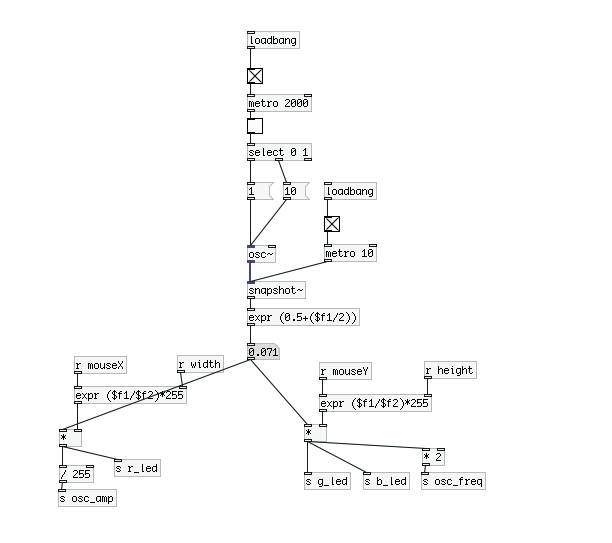 loadbang
metro 2000
select 0 1
1
10
loadbang
osc~
metro 10
snapshot~
expr (0.5+($f1/2))
0.071
r mouseX
r width
r mouseY
r height
expr ($f1/$f2)*255
expr ($f1/$f2)*255
*
*
/ 255
s r_led
* 2
s osc_amp
s g_led
s b_led
s osc_freq